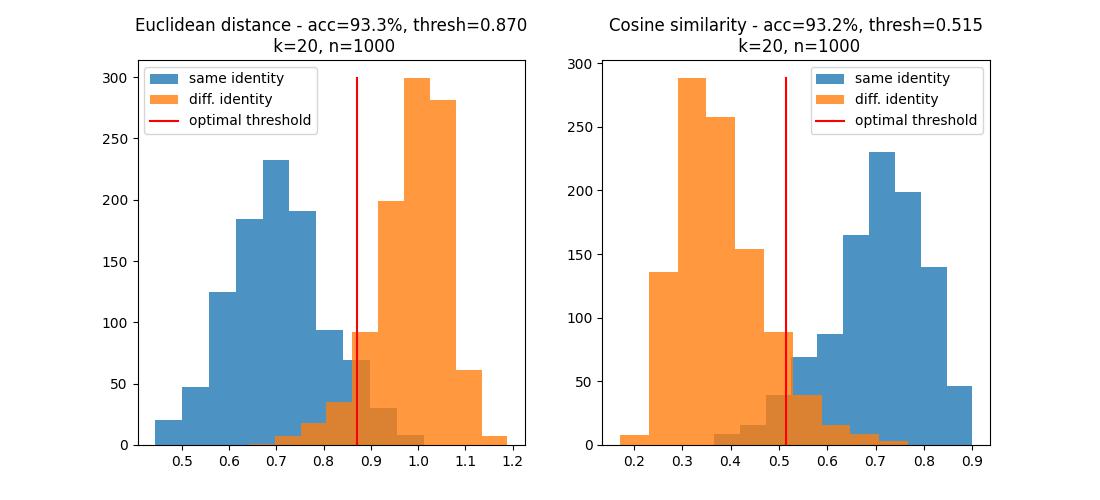 Euclidean distance - acc=93.3%, thresh=0.870
k=20, n=1000
same identity
diff. identity
optimal threshold
300
250
200
150
100
50
0
0.5 0.6 0.7 0.8 0.9 1.0 1.1 1.2
Cosine similarity - acc=93.2%, thresh=0.515
k=20, n=1000
same identity
diff. identity
optimal threshold
300
250
200
150
100
50
0
0.2 0.3 0.4 0.5 0.6 0.7 0.8 0.9